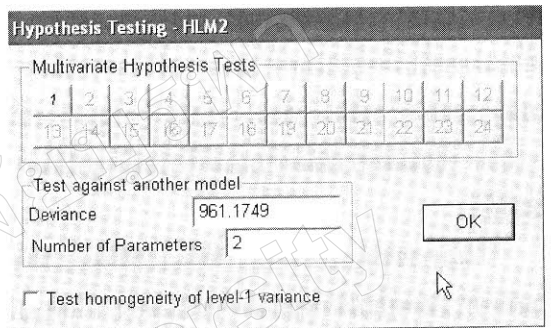 Hypothesis Testing - HLM2
Multivariate Hypothesis Tests
1 2 3 4 5 6 7 8 9 10 11 12
13 14 15 16 17 18 19 20 21 22 23 24
Test against another model
Deviance 961.1749
Number of Parameters 2
OK
Test homogeneity of level-1 variance
ersity